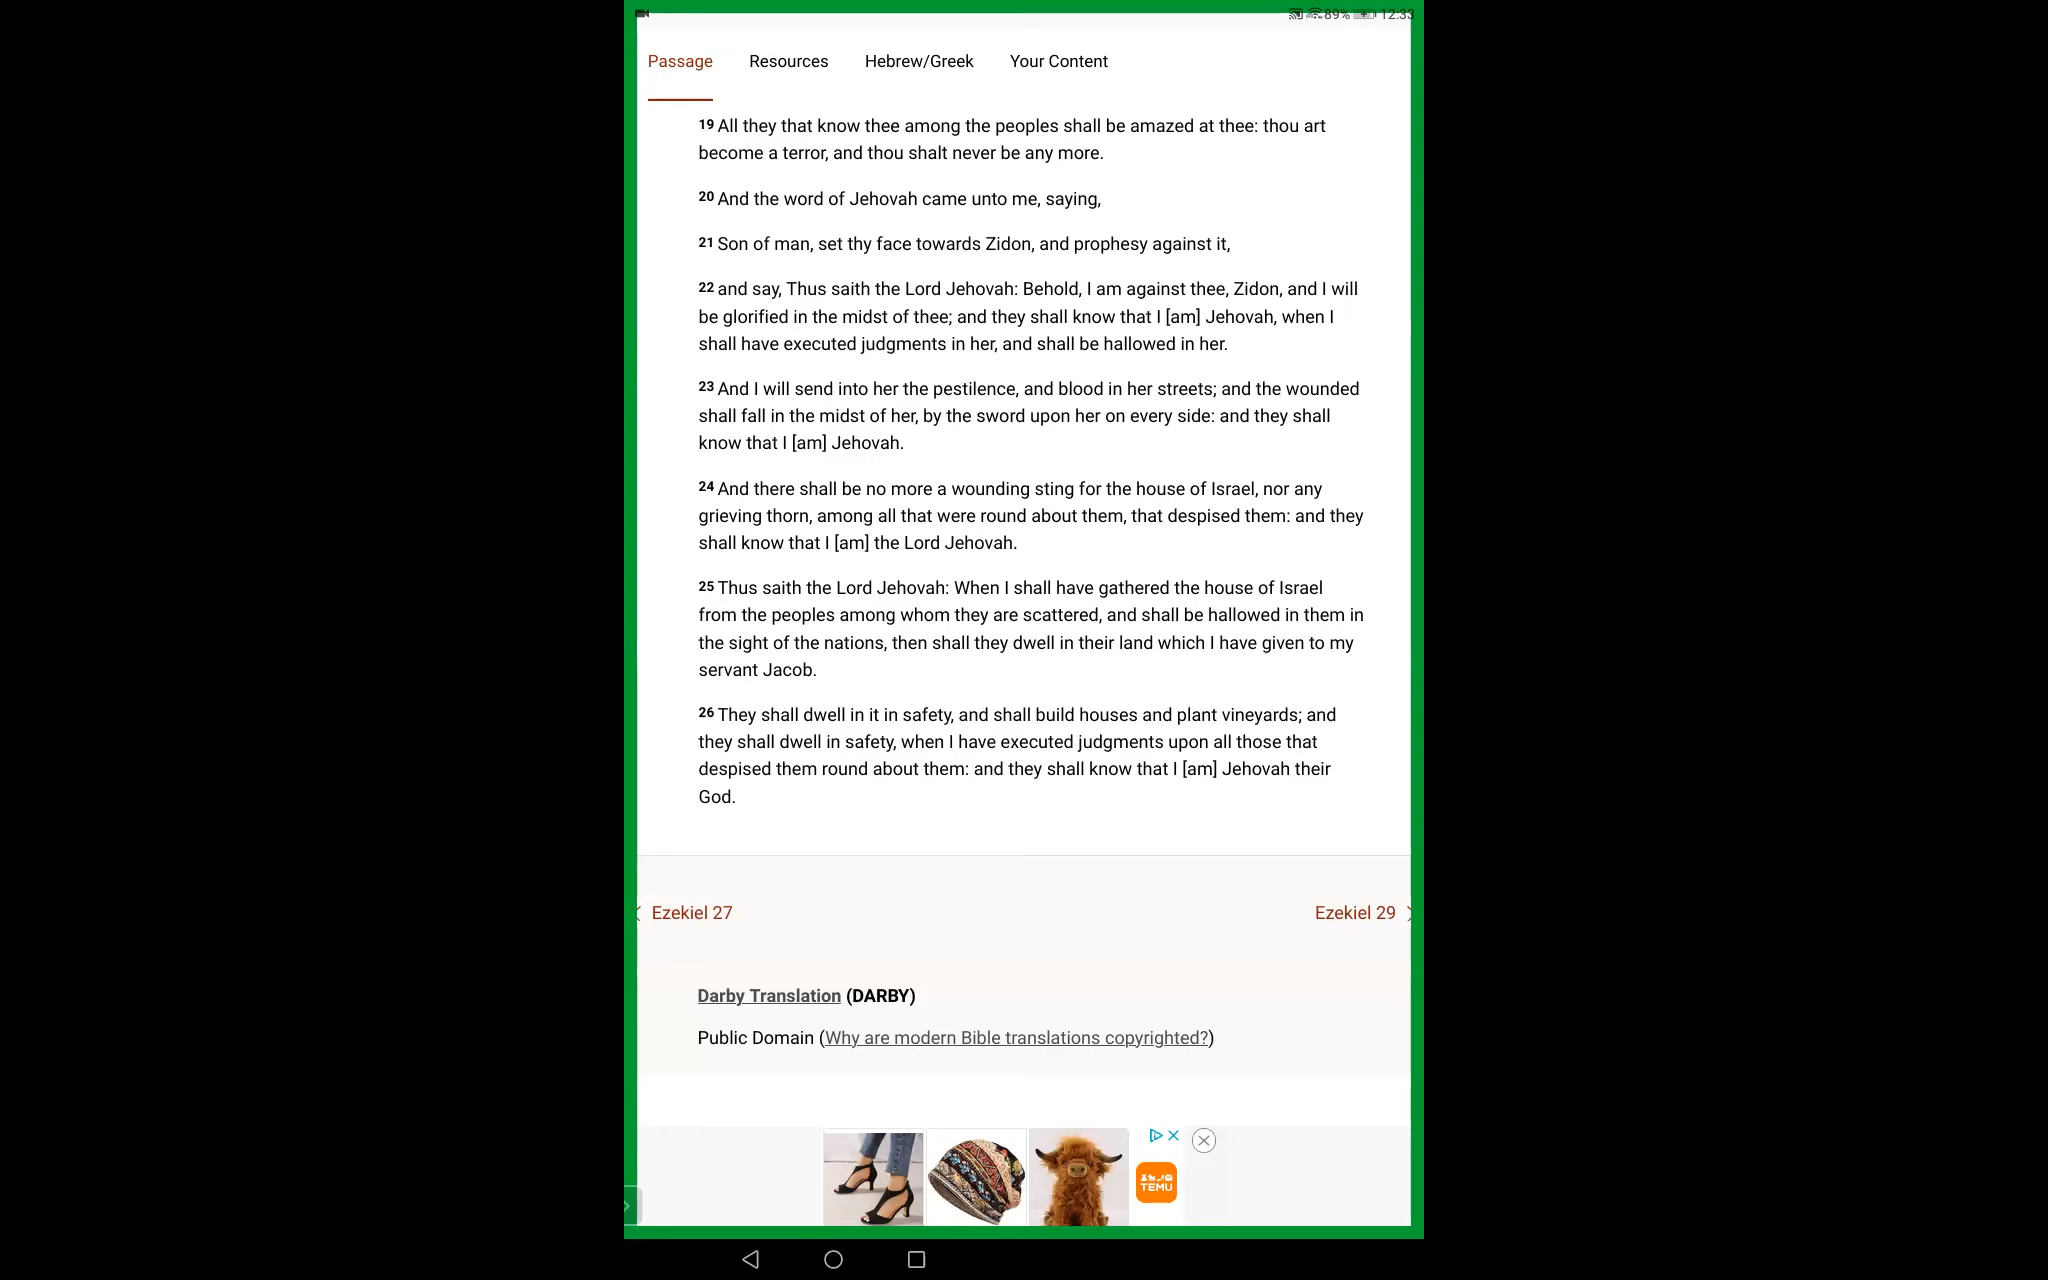 89% 12:33
Passage Resources Hebrew/Greek Your Content
19 All they that know thee among the peoples shall be amazed at thee: thou art
become a terror, and thou shalt never be any more.
20 And the word of Jehovah came unto me, saying,
21 Son of man, set thy face towards Zidon, and prophesy against it,
22 and say, Thus saith the Lord Jehovah: Behold, I am against thee, Zidon, and I will
be glorified in the midst of thee; and they shall know that I [am] Jehovah, when I
shall have executed judgments in her, and shall be hallowed in her.
23 And I will send into her the pestilence, and blood in her streets; and the wounded
shall fall in the midst of her, by the sword upon her on every side: and they shall
know that I [am] Jehovah.
24 And there shall be no more a wounding sting for the house of Israel, nor any
grieving thorn, among all that were round about them, that despised them: and they
shall know that I [am] the Lord Jehovah.
25 Thus saith the Lord Jehovah: When I shall have gathered the house of Israel
from the peoples among whom they are scattered, and shall be hallowed in them in
the sight of the nations, then shall they dwell in their land which I have given to my
servant Jacob.
26 They shall dwell in it in safety, and shall build houses and plant vineyards; and
they shall dwell in safety, when I have executed judgments upon all those that
despised them round about them: and they shall know that I [am] Jehovah their
God.
Ezekiel 27 Ezekiel 29
Darby Translation (DARBY)
Public Domain (Why are modern Bible translations copyrighted?)
TEMU